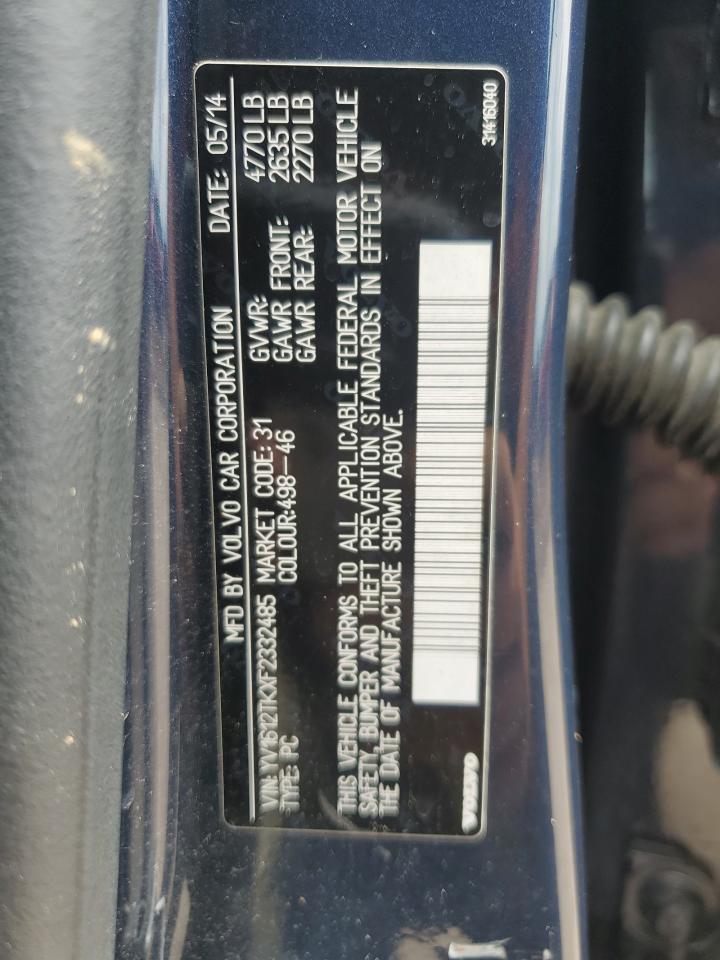 MFD BY VOLVO CAR CORPORATION DATE: 05/14
VIN: YV1612TKXF2332485 MARKET CODE: 31 GVWR: 4770 LB
TYPE: PC COLOUR: 498-46 GAWR FRONT: 2635 LB
GAWR REAR: 2270 LB
THIS VEHICLE CONFORMS TO ALL APPLICABLE FEDERAL MOTOR VEHICLE
SAFETY, BUMPER AND THEFT PREVENTION STANDARDS IN EFFECT ON
THE DATE OF MANUFACTURE SHOWN ABOVE.
VOLVO 31416040